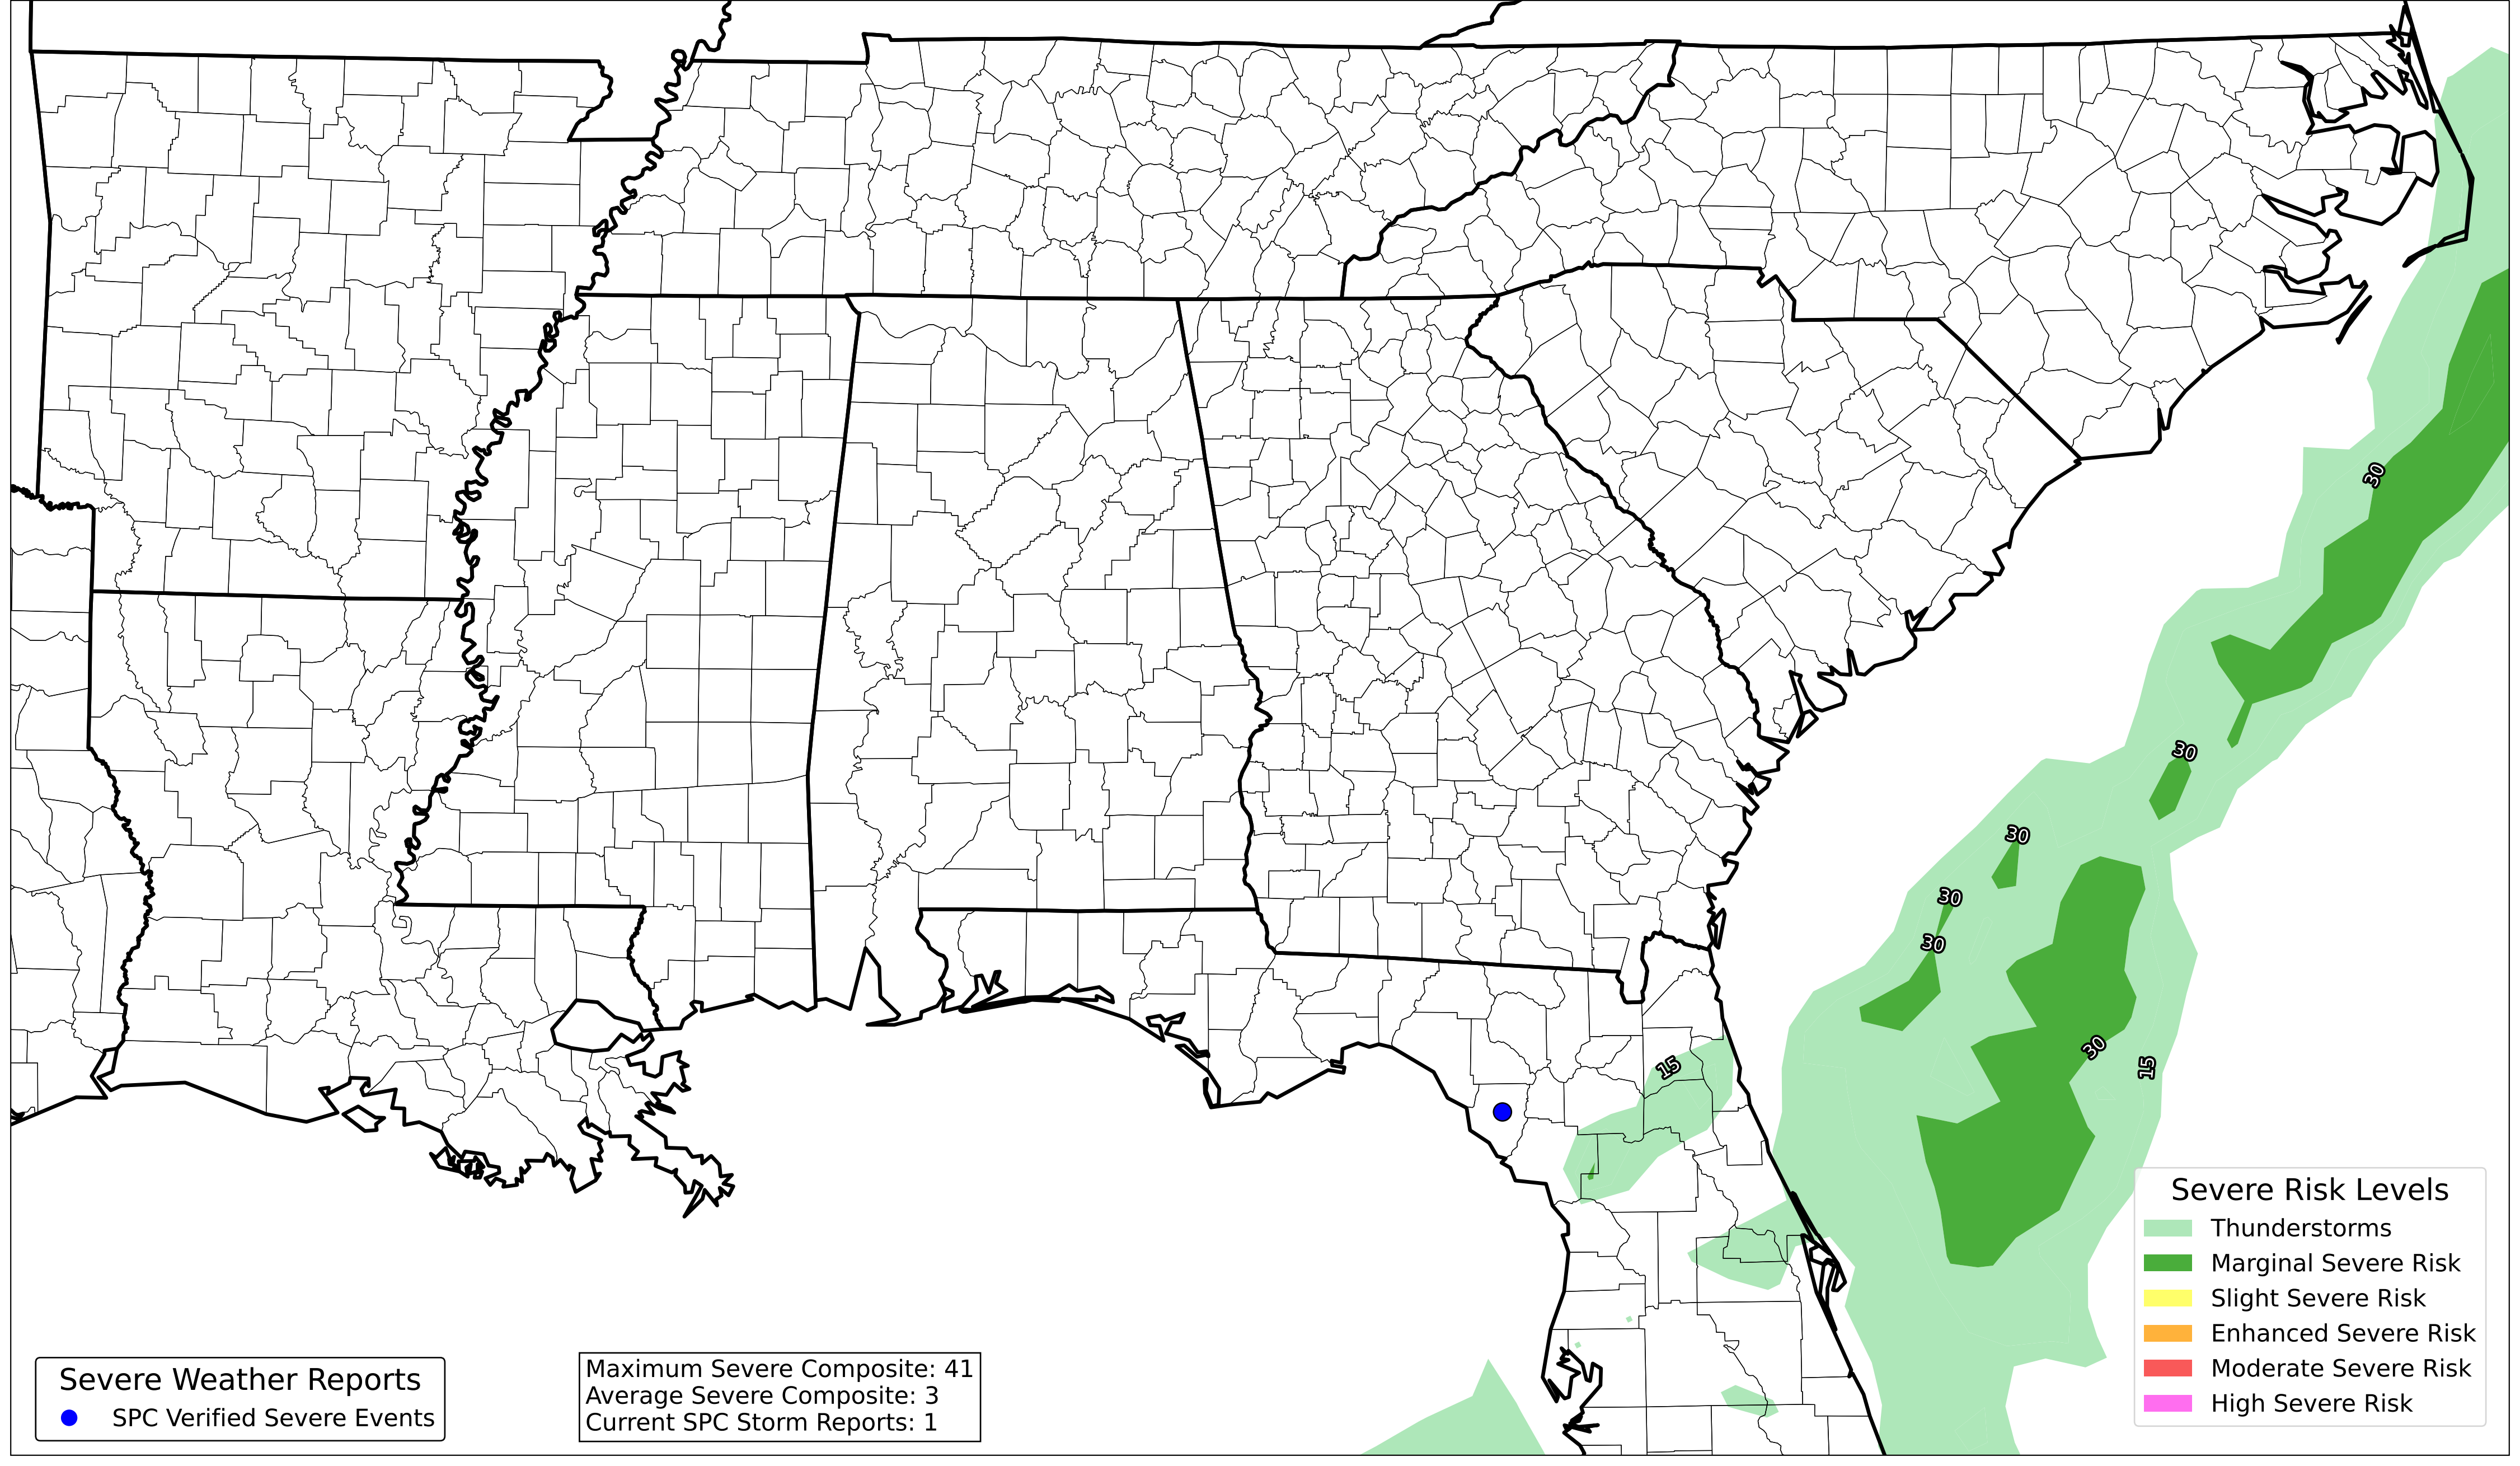 30
30
30
30
30
30
15
15
Severe Risk Levels
Thunderstorms
Marginal Severe Risk
Slight Severe Risk
Enhanced Severe Risk
Moderate Severe Risk
High Severe Risk
Severe Weather Reports
SPC Verified Severe Events
Maximum Severe Composite: 41
Average Severe Composite: 3
Current SPC Storm Reports: 1